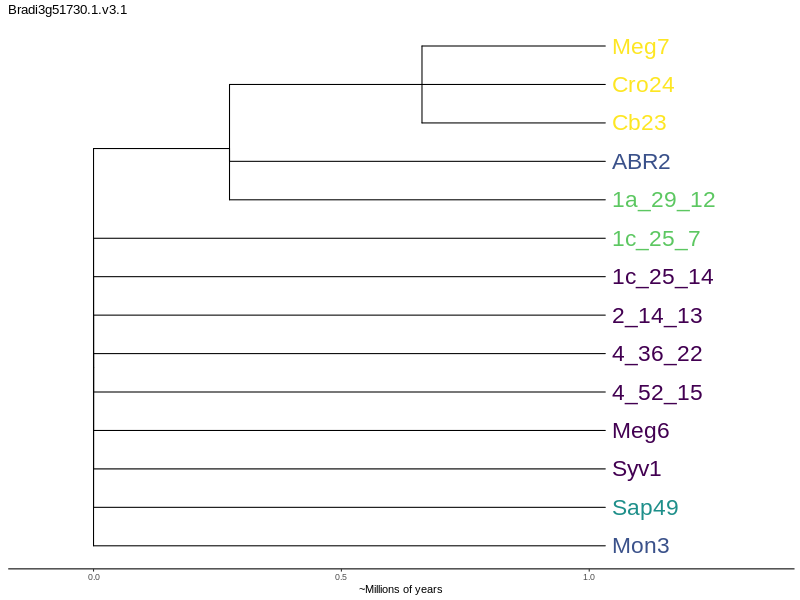 Bradi3g51730.1.v3.1
Meg7
Cro24
Cb23
ABR2
1a_29_12
1c_25_7
1c_25_14
2_14_13
4_36_22
4_52_15
Meg6
Syv1
Sap49
Mon3
0.0 0.5 1.0
~Millions of years